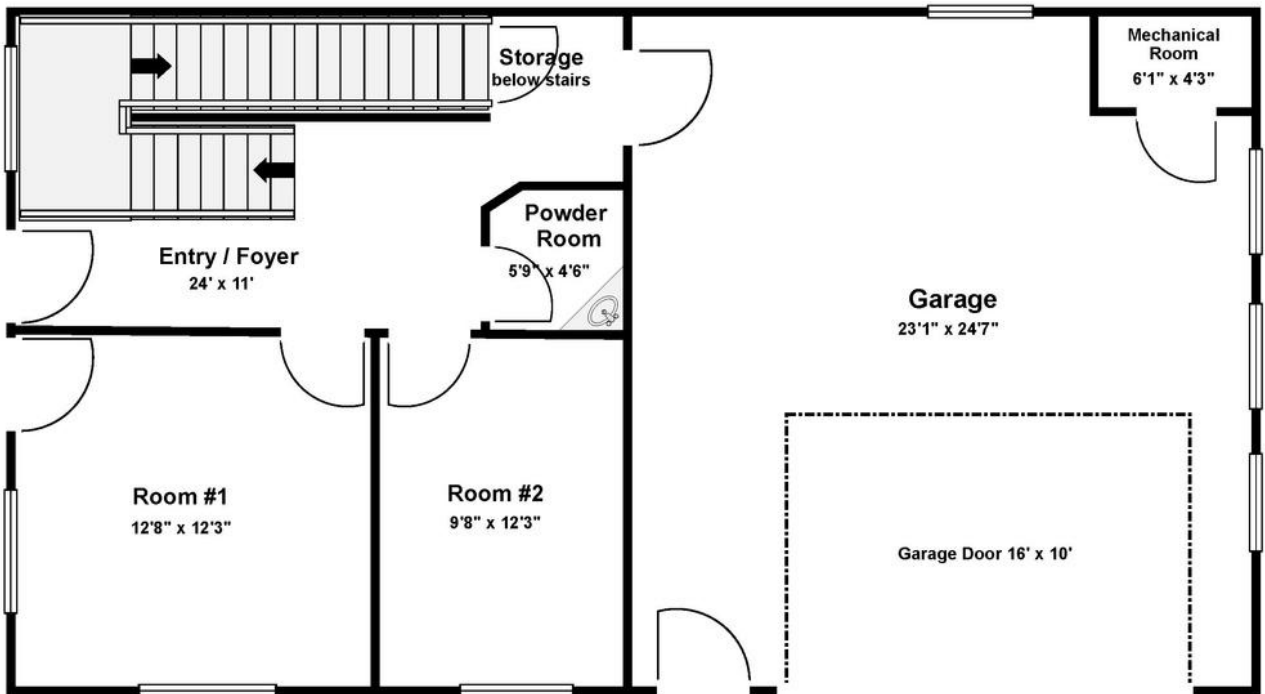 Storage
below stairs
Mechanical
Room
6'1" x 4'3"
Powder
Room
5'9" x 4'6"
Entry / Foyer
24' x 11'
Garage
23'1" x 24'7"
Room #1
12'8" x 12'3"
Room #2
9'8" x 12'3"
Garage Door 16' x 10'